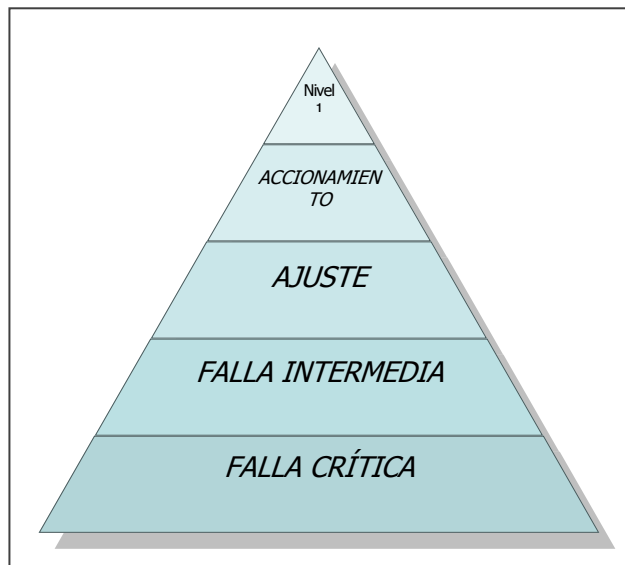 Nivel
1
ACCIONAMIEN
TO
AJUSTE
FALLA INTERMEDIA
FALLA CRÍTICA